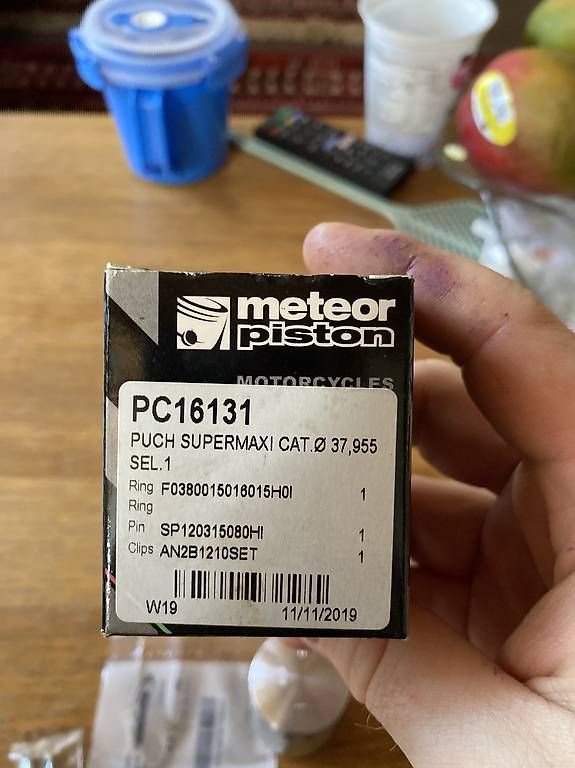 meteor
piston
MOTORCYCLES
PC16131
PUCH SUPERMAXI CAT.Ø 37,955
SEL.1
Ring F0380015016015H0I 1
Ring
Pin SP120315080HI 1
Clips AN2B1210SET 1
W19 11/11/2019